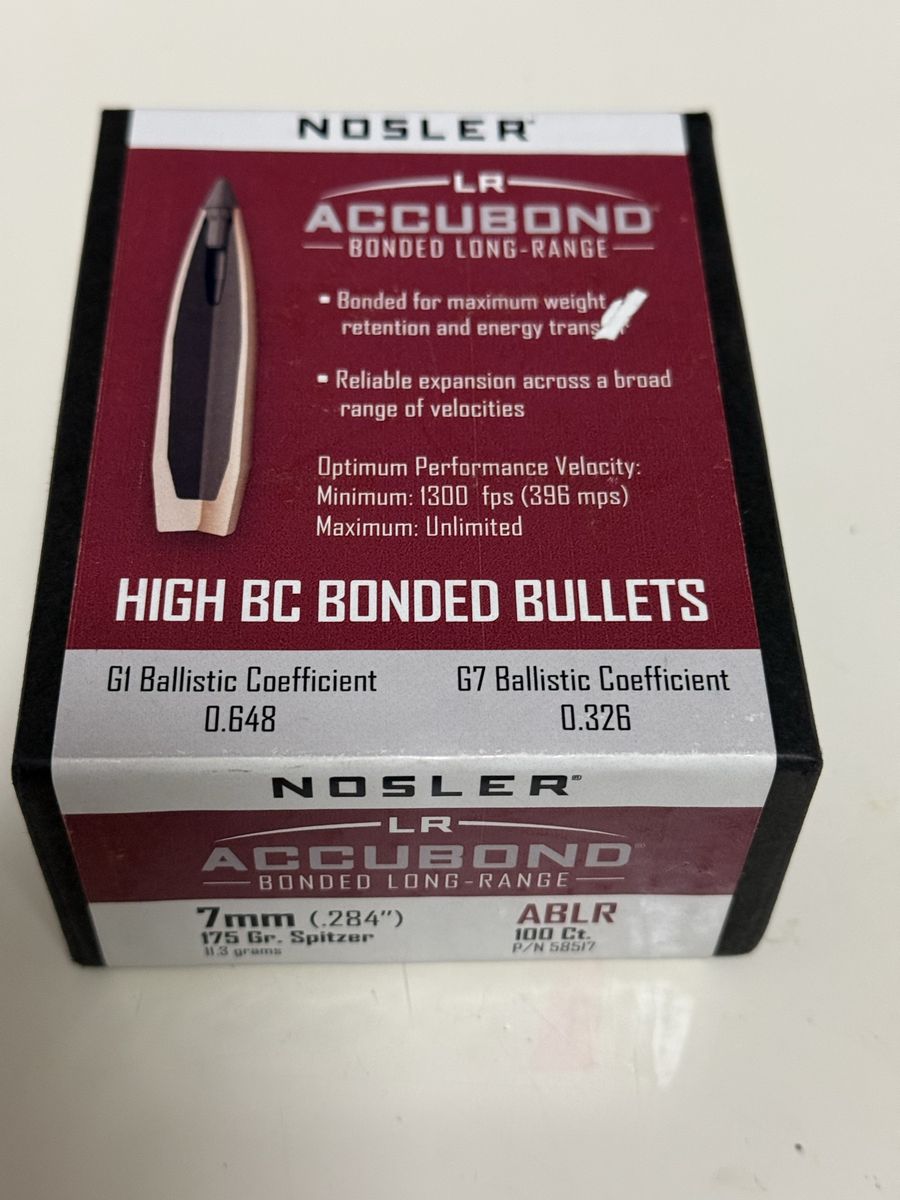 NOSLER
LR
ACCUBOND
BONDED LONG-RANGE
▪ Bonded for maximum weight
retention and energy trans
▪ Reliable expansion across a broad
range of velocities
Optimum Performance Velocity:
Minimum: 1300 fps (396 mps)
Maximum: Unlimited
HIGH BC BONDED BULLETS
G1 Ballistic Coefficient
0.648
G7 Ballistic Coefficient
0.326
NOSLER®
LR
ACCUBOND®
BONDED LONG-RANGE
7mm (.284")
175 Gr. Spitzer
11.3 grams
ABLR
100 Ct.
P/N 58517